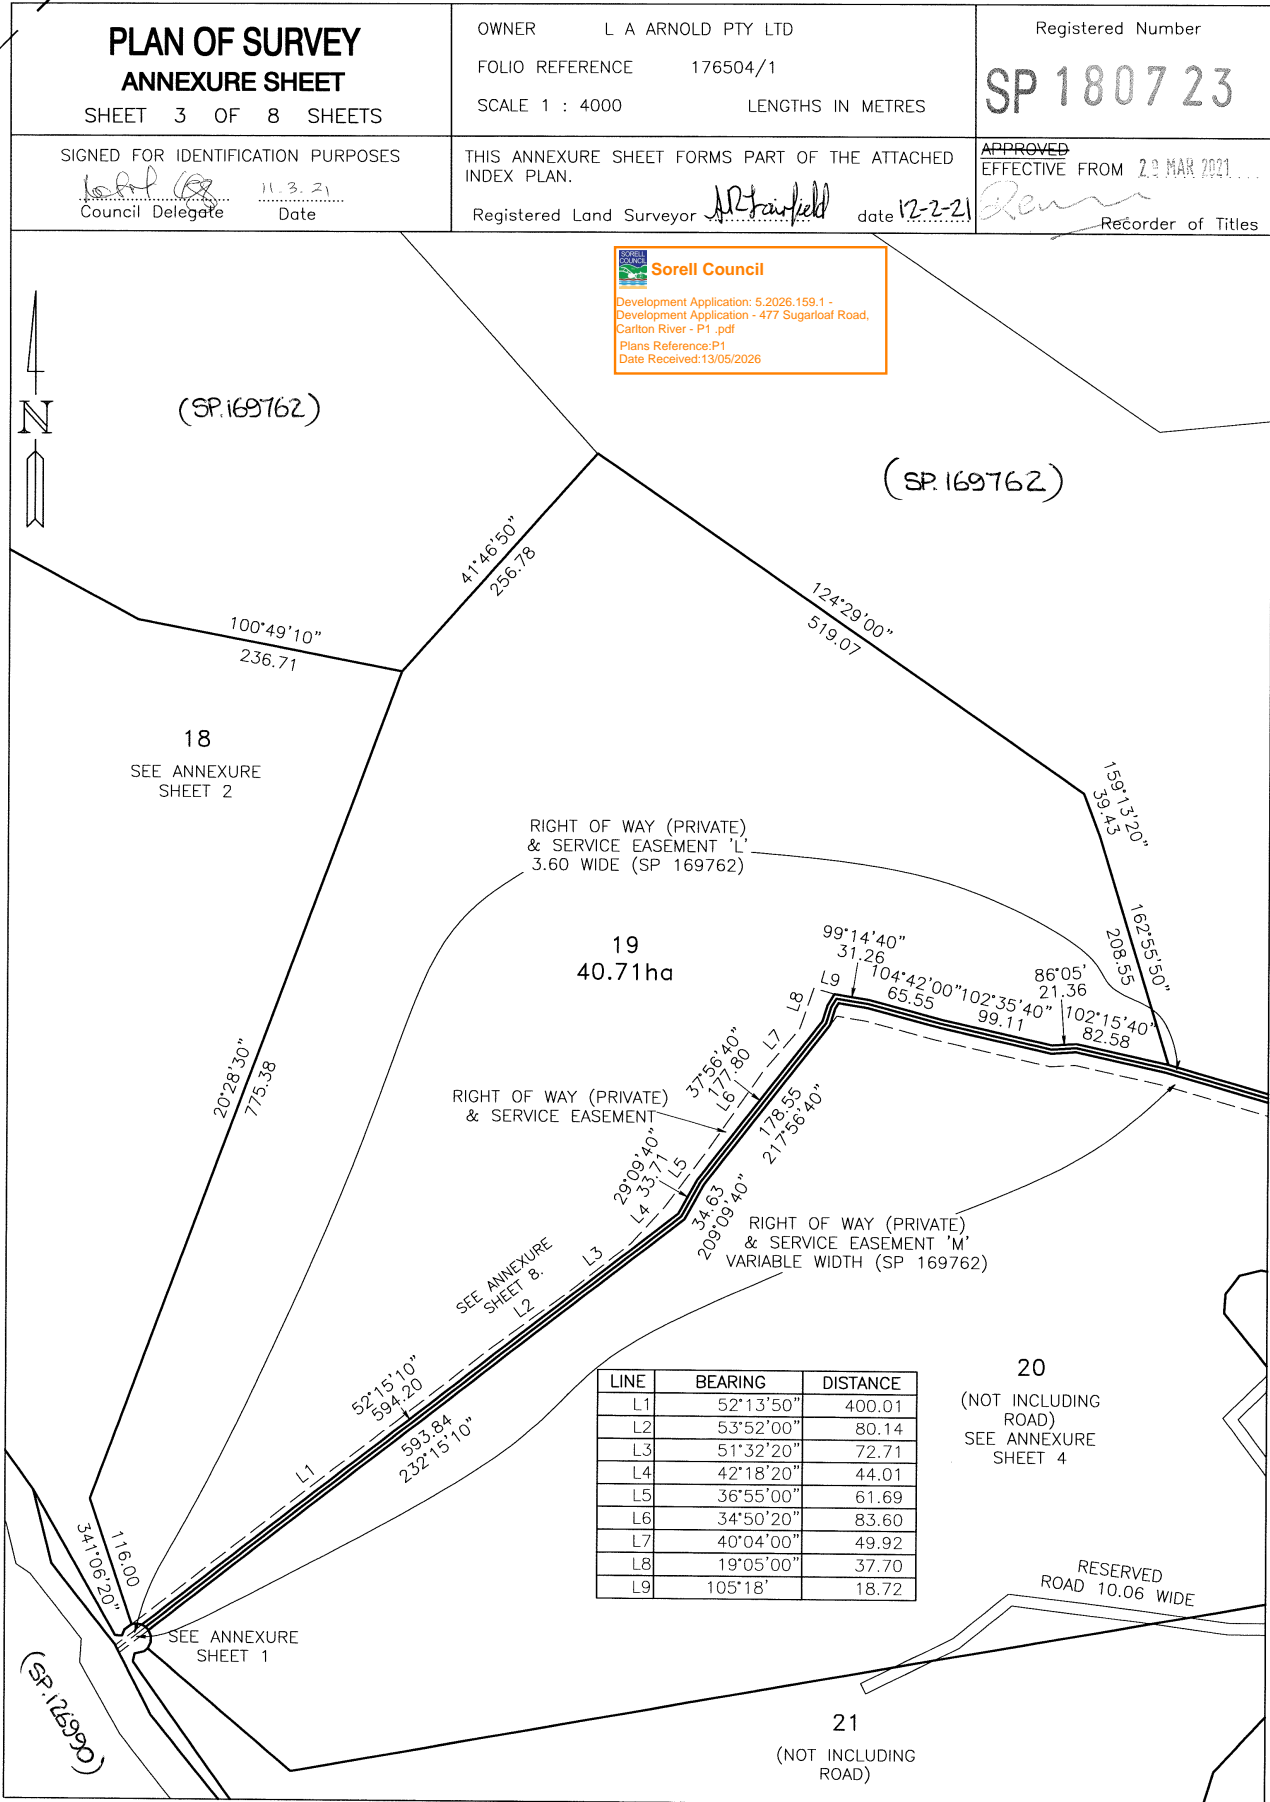 PLAN OF SURVEY
ANNEXURE SHEET
SHEET 3 OF 8 SHEETS
OWNER L A ARNOLD PTY LTD
FOLIO REFERENCE 176504/1
SCALE 1 : 4000 LENGTHS IN METRES
Registered Number
SP 180723
SIGNED FOR IDENTIFICATION PURPOSES
11.3.21
Council Delegate Date
THIS ANNEXURE SHEET FORMS PART OF THE ATTACHED
INDEX PLAN.
Registered Land Surveyor A.R Fairfield date 12-2-21
APPROVED
EFFECTIVE FROM 29 MAR 2021
Recorder of Titles
SORELL
COUNCIL
Sorell Council
Development Application: 5.2026.159.1 -
Development Application - 477 Sugarloaf Road,
Carlton River - P1 .pdf
Plans Reference:P1
Date Received:13/05/2026
N
(SP.169762)
(SP.169762)
41°46'50"
256.78
124°29'00"
519.07
100°49'10"
236.71
18
SEE ANNEXURE
SHEET 2
159°13'20"
39.43
RIGHT OF WAY (PRIVATE)
& SERVICE EASEMENT 'L'
3.60 WIDE (SP 169762)
162°55'50"
208.55
19
40.71ha
99°14'40"
31.26
104°42'00"
65.55
102°35'40"
99.11
86°05'
21.36
102°15'40"
82.58
L9
L8
L7
37°56'40"
177.80
L6
20°28'30"
775.38
RIGHT OF WAY (PRIVATE)
& SERVICE EASEMENT
178.55
217°56'40"
29°09'40"
33.71
L5
L4
34.63
209°09'40"
RIGHT OF WAY (PRIVATE)
& SERVICE EASEMENT 'M'
VARIABLE WIDTH (SP 169762)
L3
SEE ANNEXURE
SHEET 8.
L2
52°15'10"
594.20
593.84
232°15'10"
L1
LINE BEARING DISTANCE
L1 52°13'50" 400.01
L2 53°52'00" 80.14
L3 51°32'20" 72.71
L4 42°18'20" 44.01
L5 36°55'00" 61.69
L6 34°50'20" 83.60
L7 40°04'00" 49.92
L8 19°05'00" 37.70
L9 105°18' 18.72
20
(NOT INCLUDING
ROAD)
SEE ANNEXURE
SHEET 4
116.00
341°06'20"
RESERVED
ROAD 10.06 WIDE
SEE ANNEXURE
SHEET 1
(SP.126990)
21
(NOT INCLUDING
ROAD)